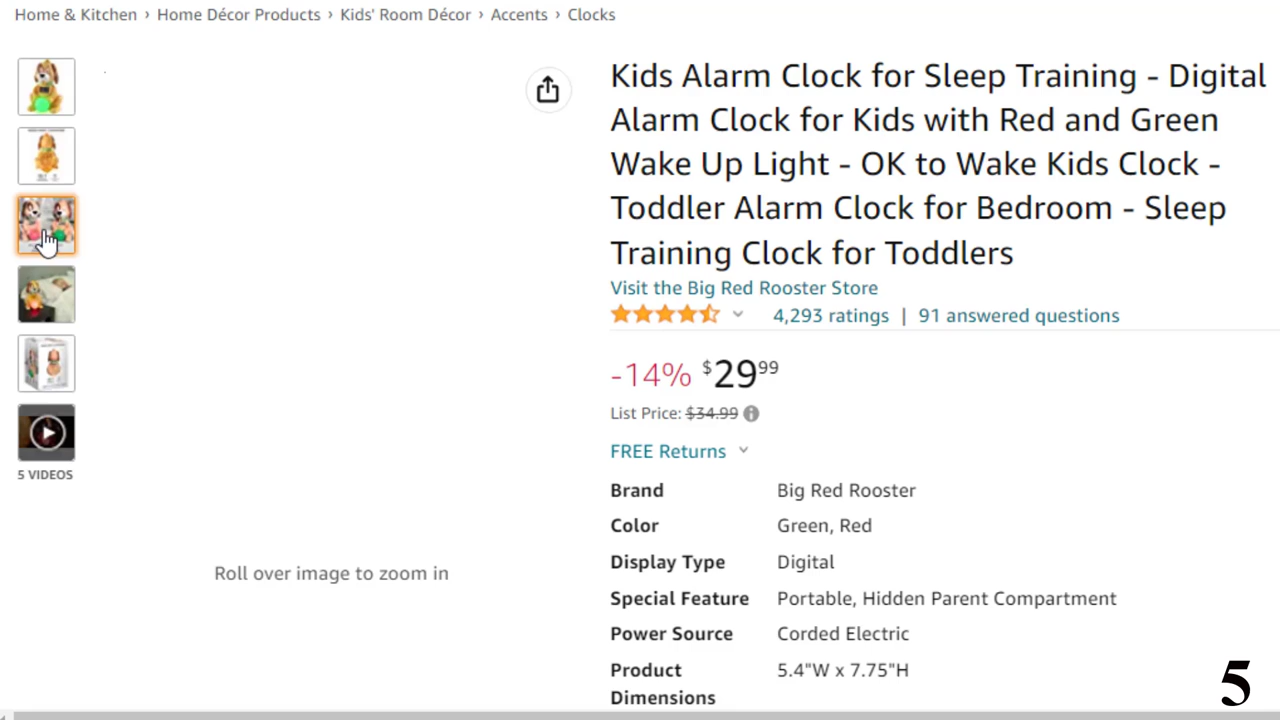 Home & Kitchen › Home Décor Products › Kids' Room Décor › Accents › Clocks
Kids Alarm Clock for Sleep Training - Digital
Alarm Clock for Kids with Red and Green
Wake Up Light - OK to Wake Kids Clock -
Toddler Alarm Clock for Bedroom - Sleep
Training Clock for Toddlers
Visit the Big Red Rooster Store
4,293 ratings | 91 answered questions
-14% $29.99
List Price: $34.99
FREE Returns
Brand Big Red Rooster
Color Green, Red
Display Type Digital
Special Feature Portable, Hidden Parent Compartment
Power Source Corded Electric
Product 5.4"W x 7.75"H
Dimensions
5 VIDEOS
Roll over image to zoom in
5